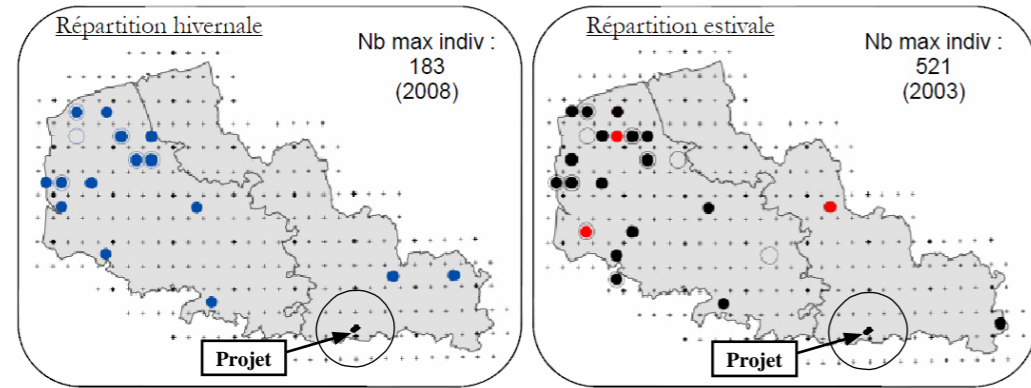 Répartition hivernale
Nb max indiv :
183
(2008)
Projet
Répartition estivale
Nb max indiv :
521
(2003)
Projet